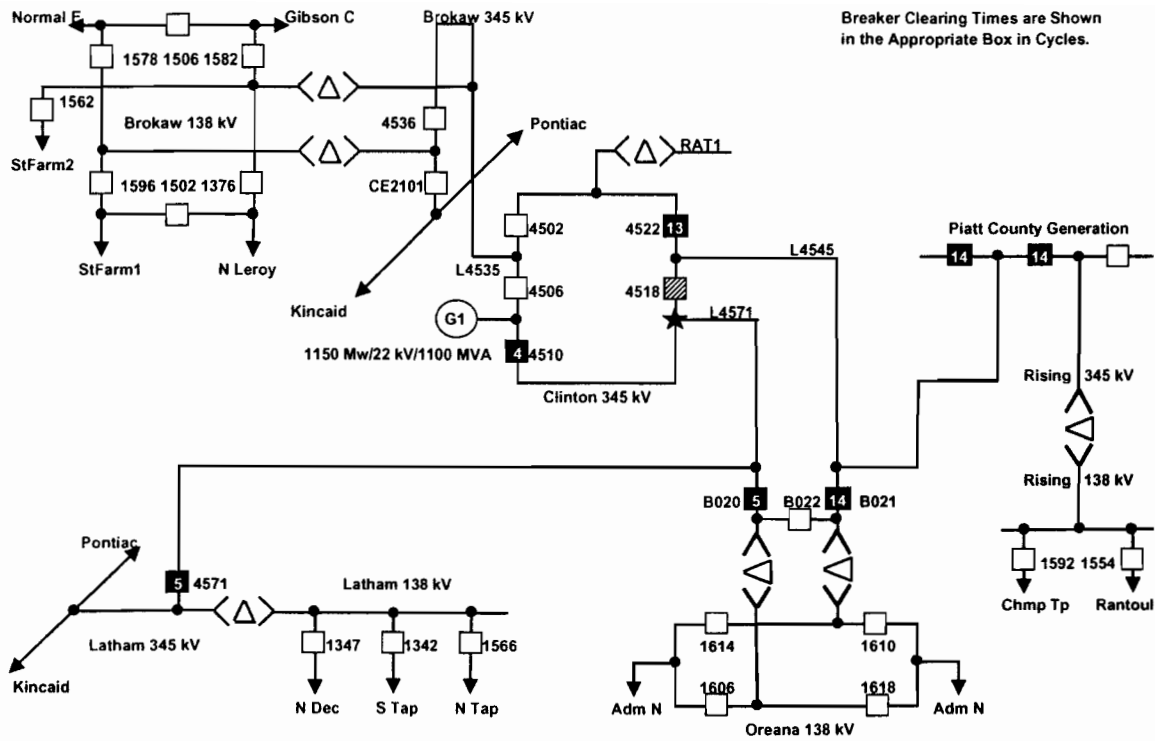 Normal E
Gibson C
Brokaw 345 kV
Breaker Clearing Times are Shown
in the Appropriate Box in Cycles.
1578 1506 1582
1562
Brokaw 138 kV
StFarm2
4536
Pontiac
CE2101
RAT1
1596 1502 1376
StFarm1
N Leroy
L4535
4502
4522
13
Piatt County Generation
14
14
L4545
4506
4518
Kincaid
G1
L4571
1150 Mw/22 kV/1100 MVA
4
4510
Clinton 345 kV
Rising
345 kV
Rising
138 kV
B020
5
B022
14
B021
Pontiac
5
4571
Latham 138 kV
1592
1554
Chmp Tp
Rantoul
Latham 345 kV
1347
1342
1566
Kincaid
N Dec
S Tap
N Tap
1614
1610
1606
1618
Adm N
Adm N
Oreana 138 kV